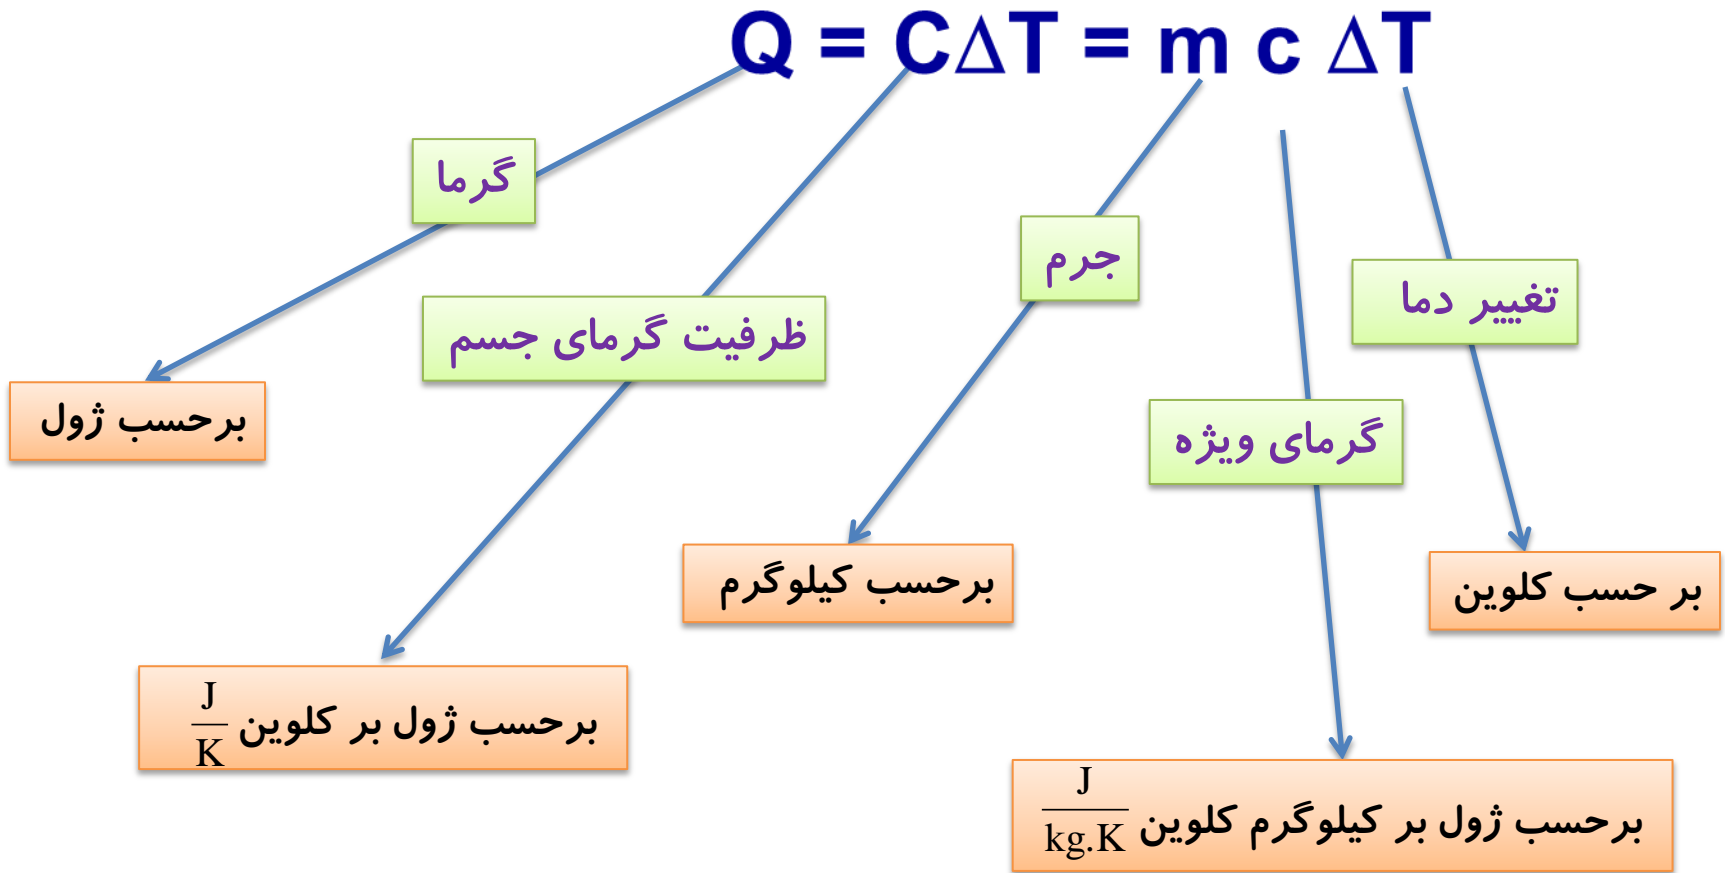 Q = CΔT = m c ΔT
گرما
جرم
تغییر دما
ظرفیت گرمای جسم
گرمای ویژه
برحسب ژول
برحسب کیلوگرم
بر حسب کلوین
برحسب ژول بر کلوین J/K
برحسب ژول بر کیلوگرم کلوین J/kg.K